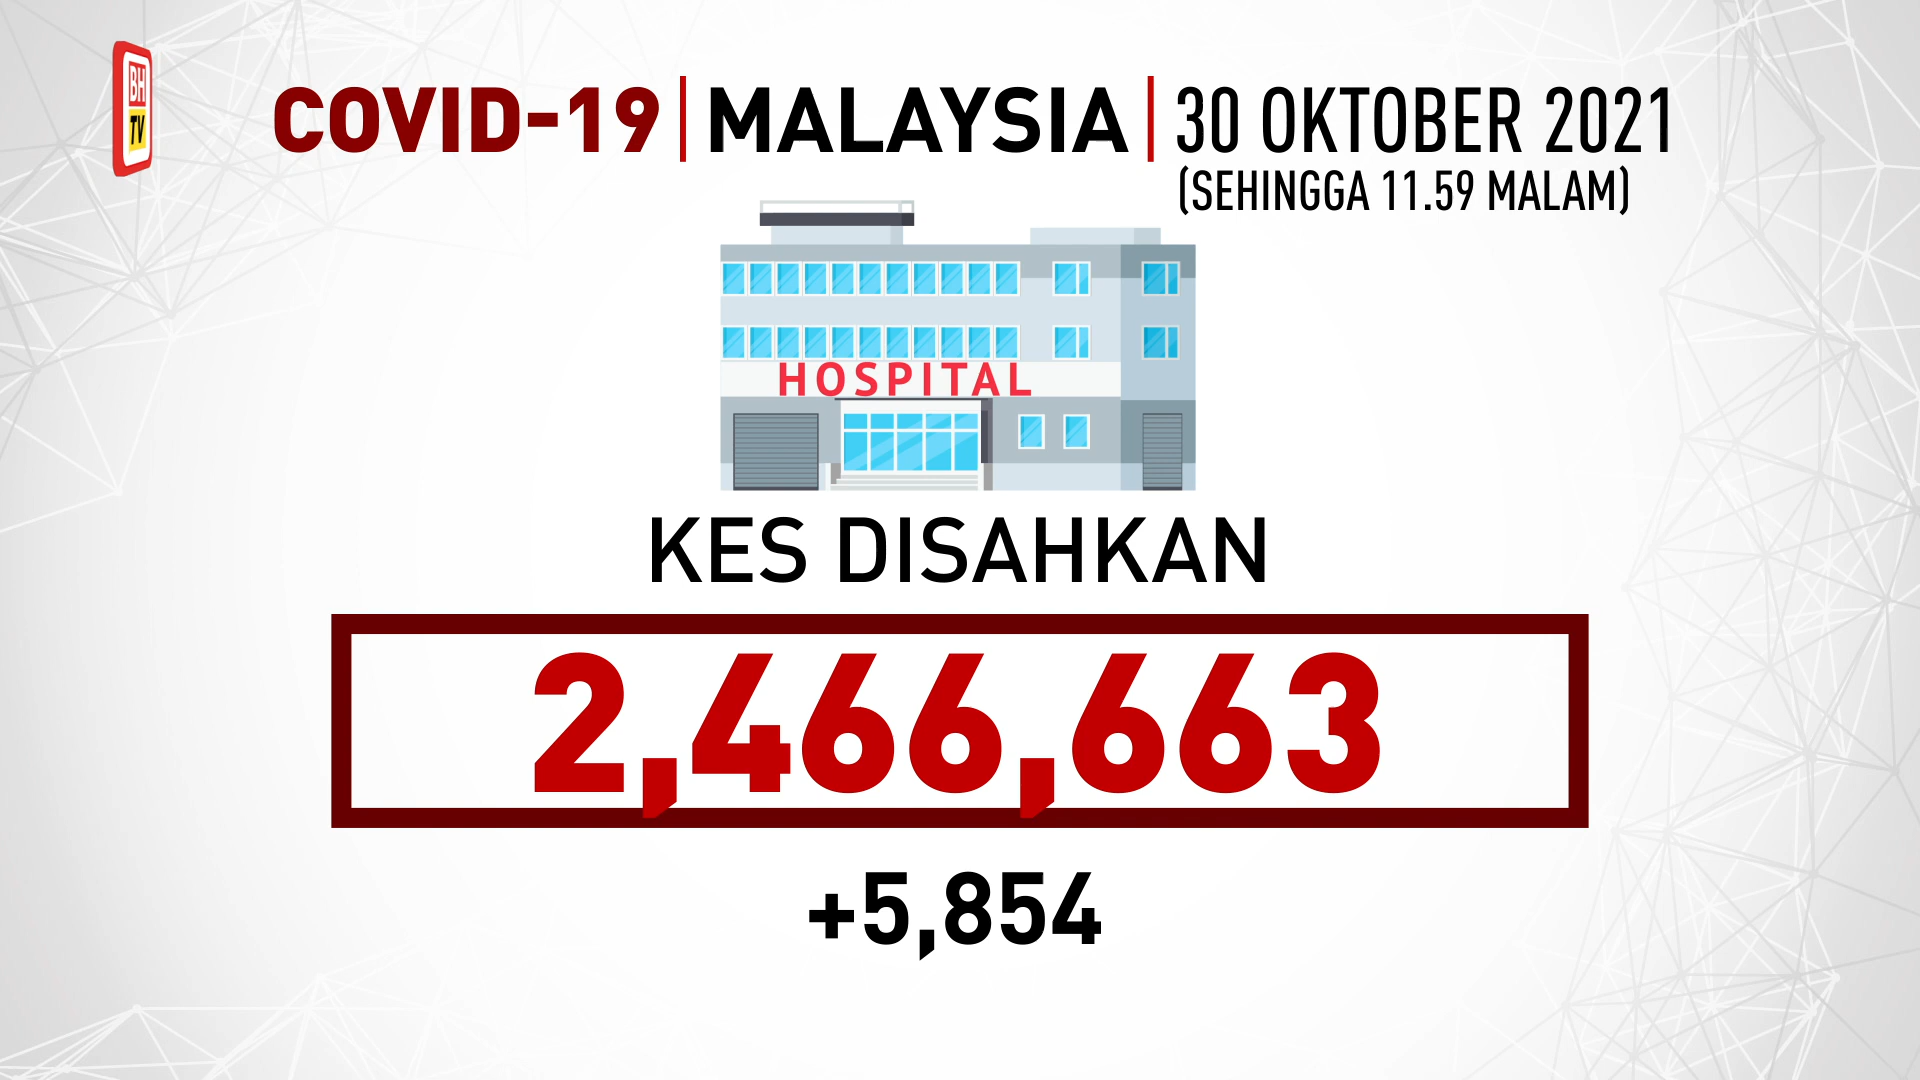 BH
TV
COVID-19 | MALAYSIA | 30 OKTOBER 2021
(SEHINGGA 11.59 MALAM)
HOSPITAL
KES DISAHKAN
2,466,663
+5,854